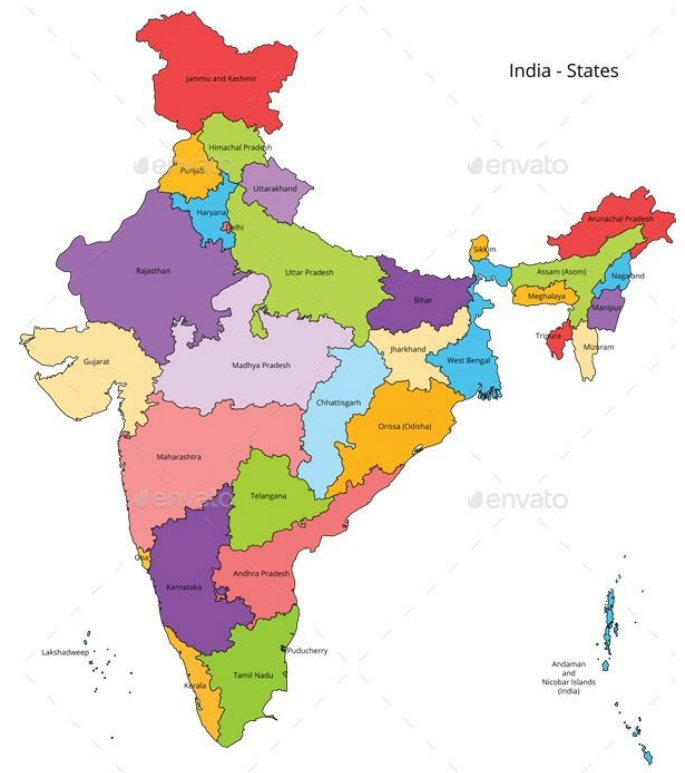 India - States
Jammu and Kashmir
Himachal Pradesh
envato
envato
Punjab
Uttarakhand
Haryana
Delhi
Arunachal Pradesh
Sikkim
Rajasthan
Uttar Pradesh
Assam (Asom)
Nagaland
Bihar
Meghalaya
Manipur
Tripura
Mizoram
Gujarat
Madhya Pradesh
Jharkhand
West Bengal
Chhattisgarh
Orissa (Odisha)
Maharashtra
Telangana
envato
envato
Goa
Andhra Pradesh
Karnataka
Lakshadweep
Puducherry
Tamil Nadu
Kerala
Andaman
and
Nicobar Islands
(India)